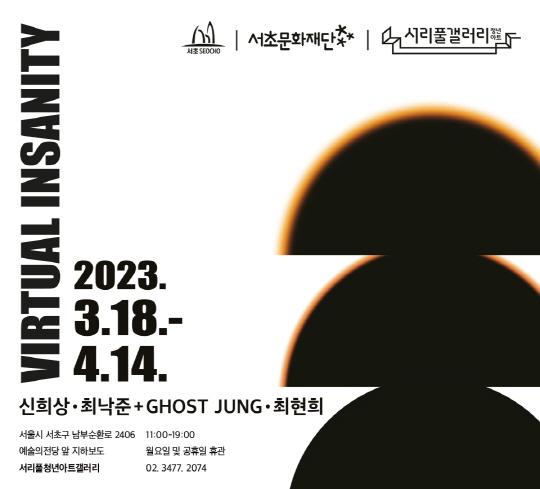 서초 SEOCHO
서초문화재단
서리풀갤러리 청년아트
VIRTUAL INSANITY
2023.
3.18.-
4.14.
신희상·최낙준+GHOST JUNG·최현희
서울시 서초구 남부순환로 2406 11:00-19:00
예술의전당 앞 지하보도 월요일 및 공휴일 휴관
서리풀청년아트갤러리 02. 3477. 2074